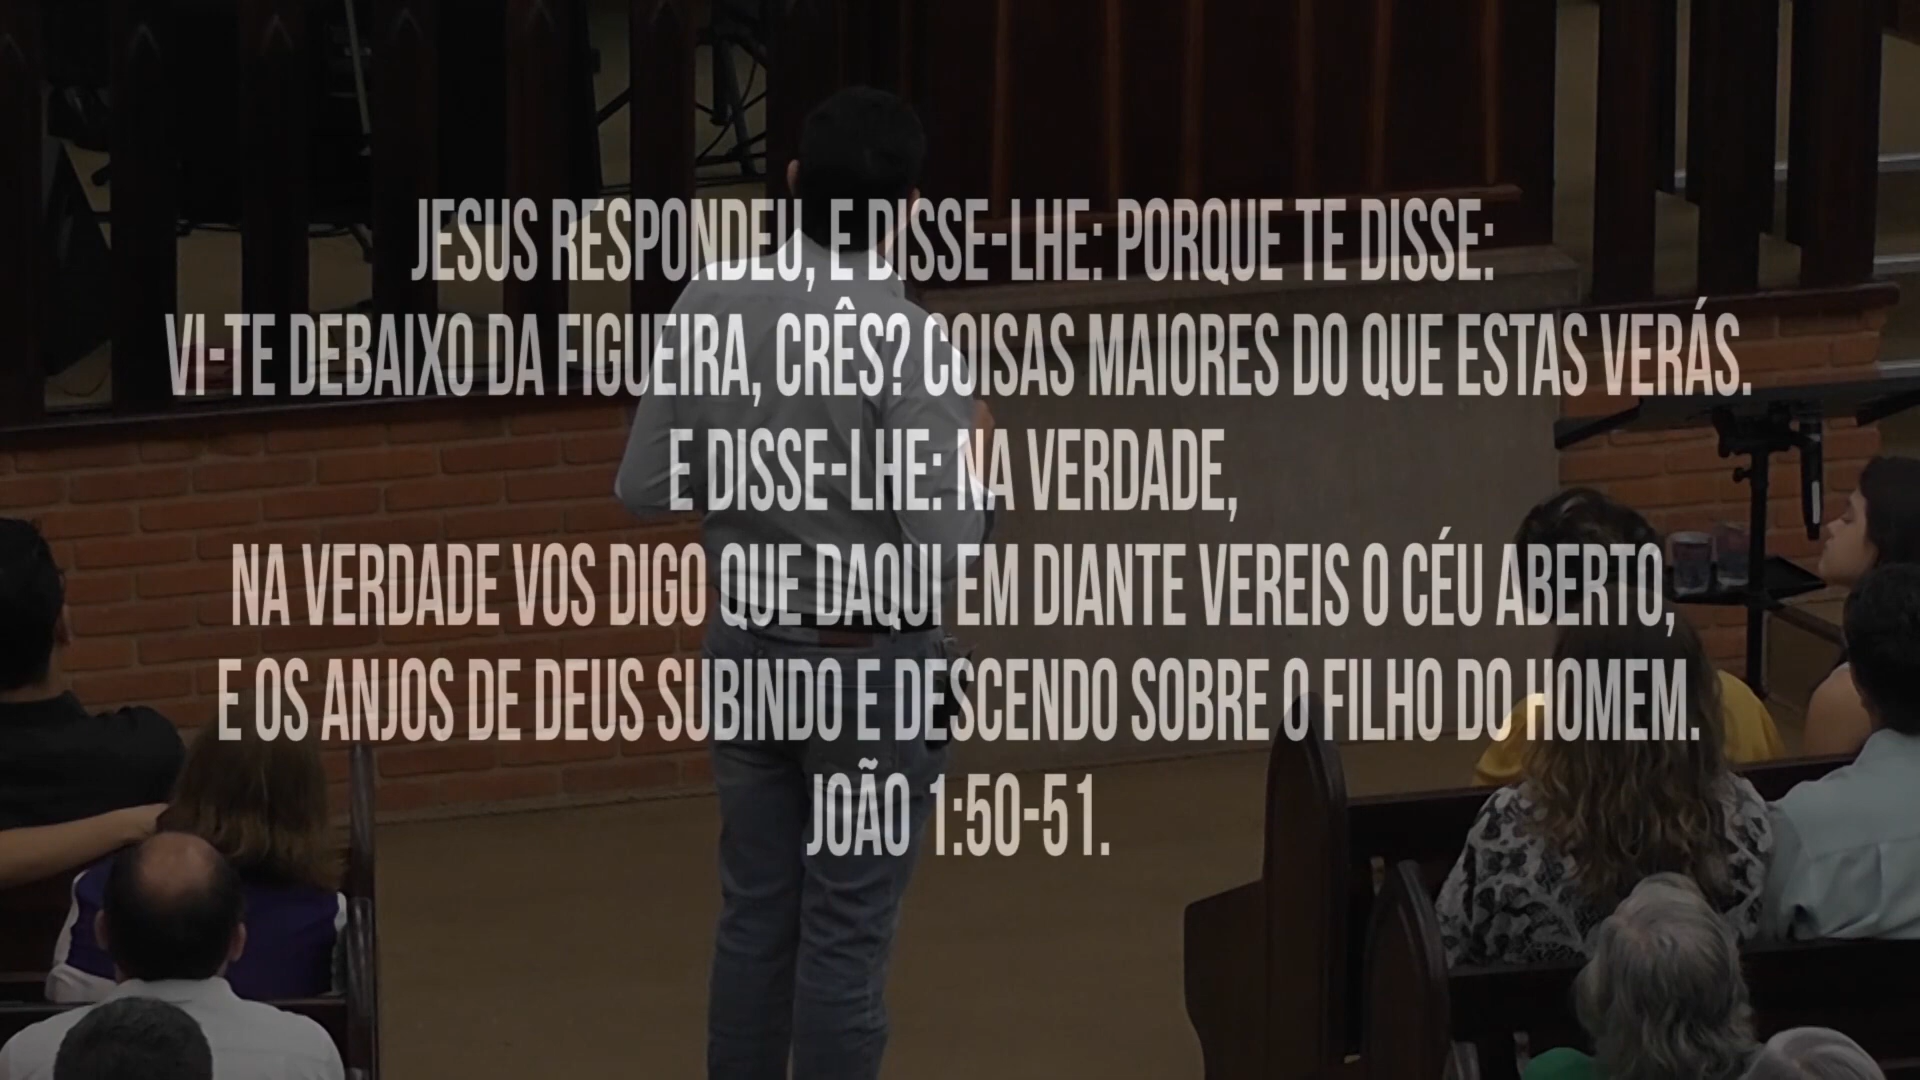 JESUS RESPONDEU, E DISSE-LHE: PORQUE TE DISSE:
VI-TE DEBAIXO DA FIGUEIRA, CRÊS? COISAS MAIORES DO QUE ESTAS VERÁS.
E DISSE-LHE: NA VERDADE,
NA VERDADE VOS DIGO QUE DAQUI EM DIANTE VEREIS O CÉU ABERTO,
E OS ANJOS DE DEUS SUBINDO E DESCENDO SOBRE O FILHO DO HOMEM.
JOÃO 1:50-51.